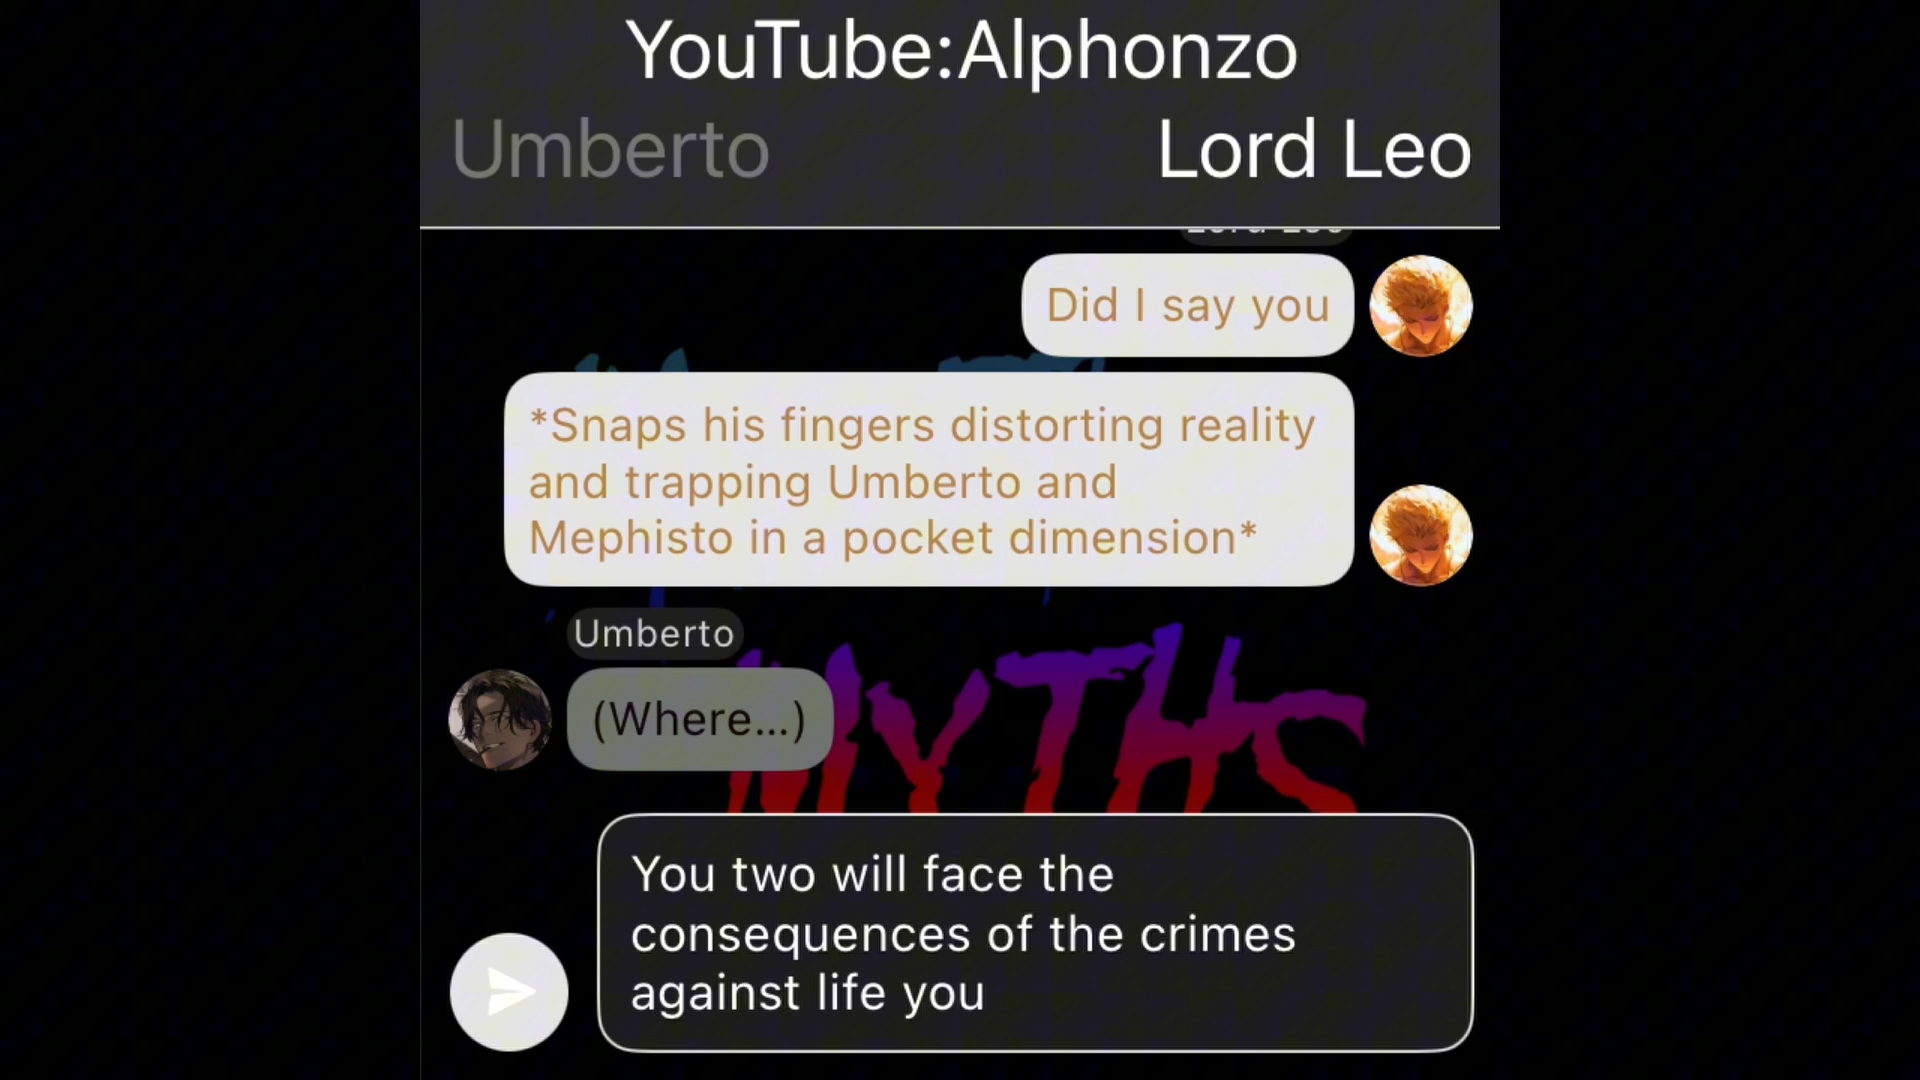 YouTube:Alphonzo
Umberto
Lord Leo
Did I say you
*Snaps his fingers distorting reality
and trapping Umberto and
Mephisto in a pocket dimension*
Umberto
(Where...)
MYTHS
You two will face the
consequences of the crimes
against life you